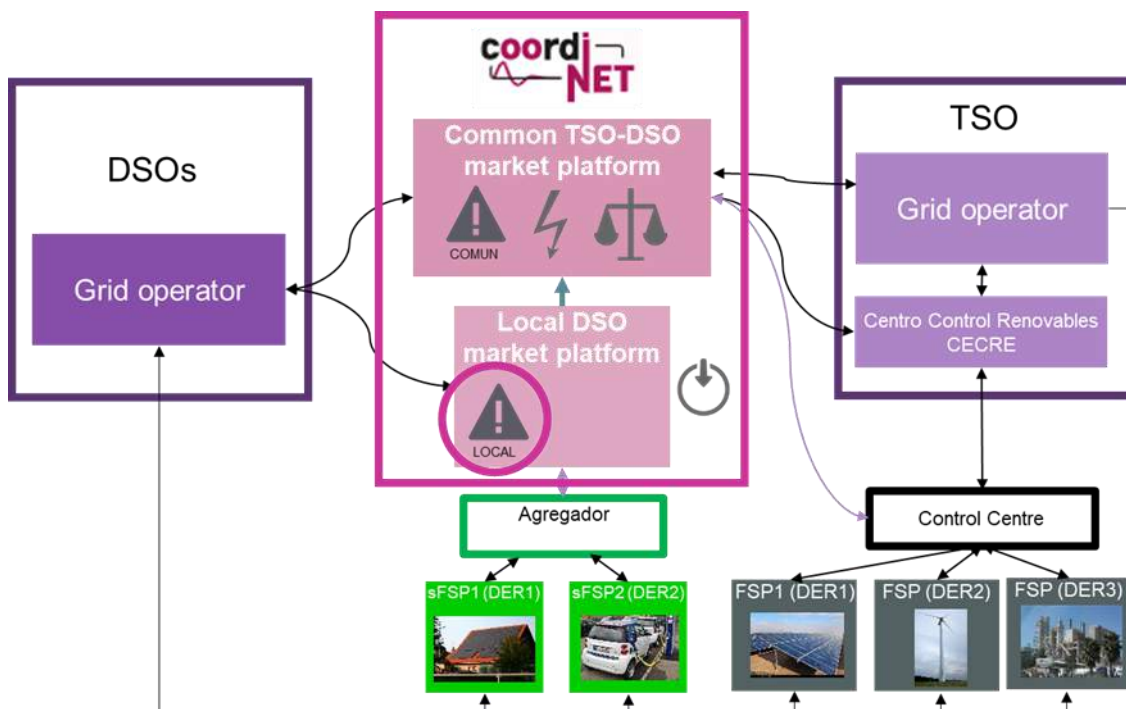 coordi
NET
Common TSO-DSO
market platform
COMUN
Local DSO
market platform
LOCAL
DSOs
Grid operator
TSO
Grid operator
Centro Control Renovables
CECRE
Agregador
Control Centre
sFSP1 (DER1)
sFSP2 (DER2)
FSP1 (DER1)
FSP (DER2)
FSP (DER3)